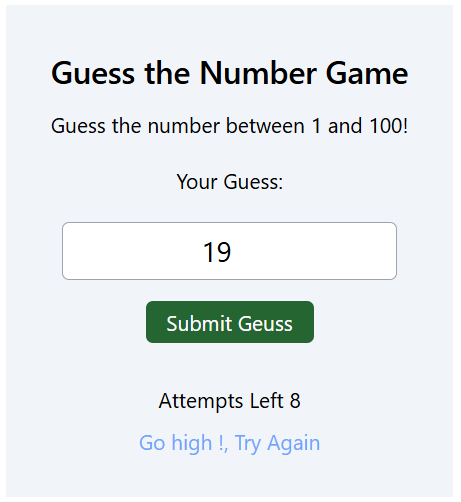 Guess the Number Game
Guess the number between 1 and 100!
Your Guess:
19
Submit Geuss
Attempts Left 8
Go high !, Try Again